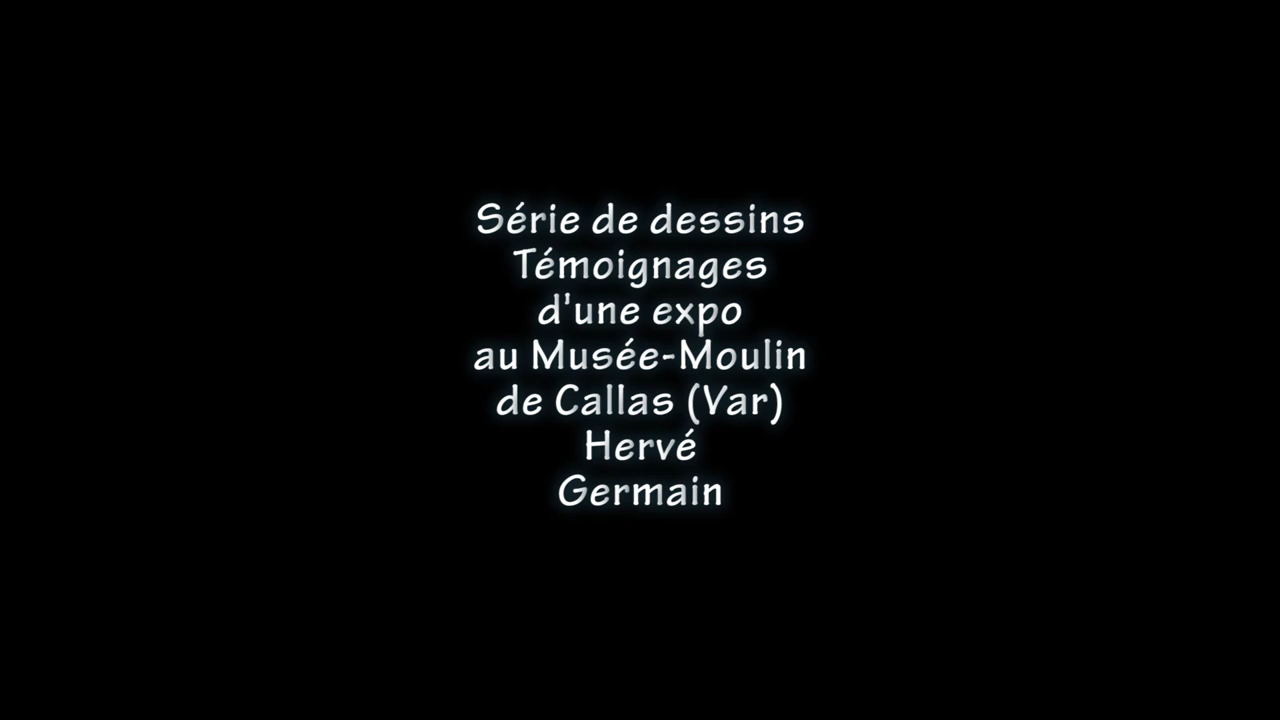 Série de dessins
Témoignages
d'une expo
au Musée-Moulin
de Callas (Var)
Hervé
Germain